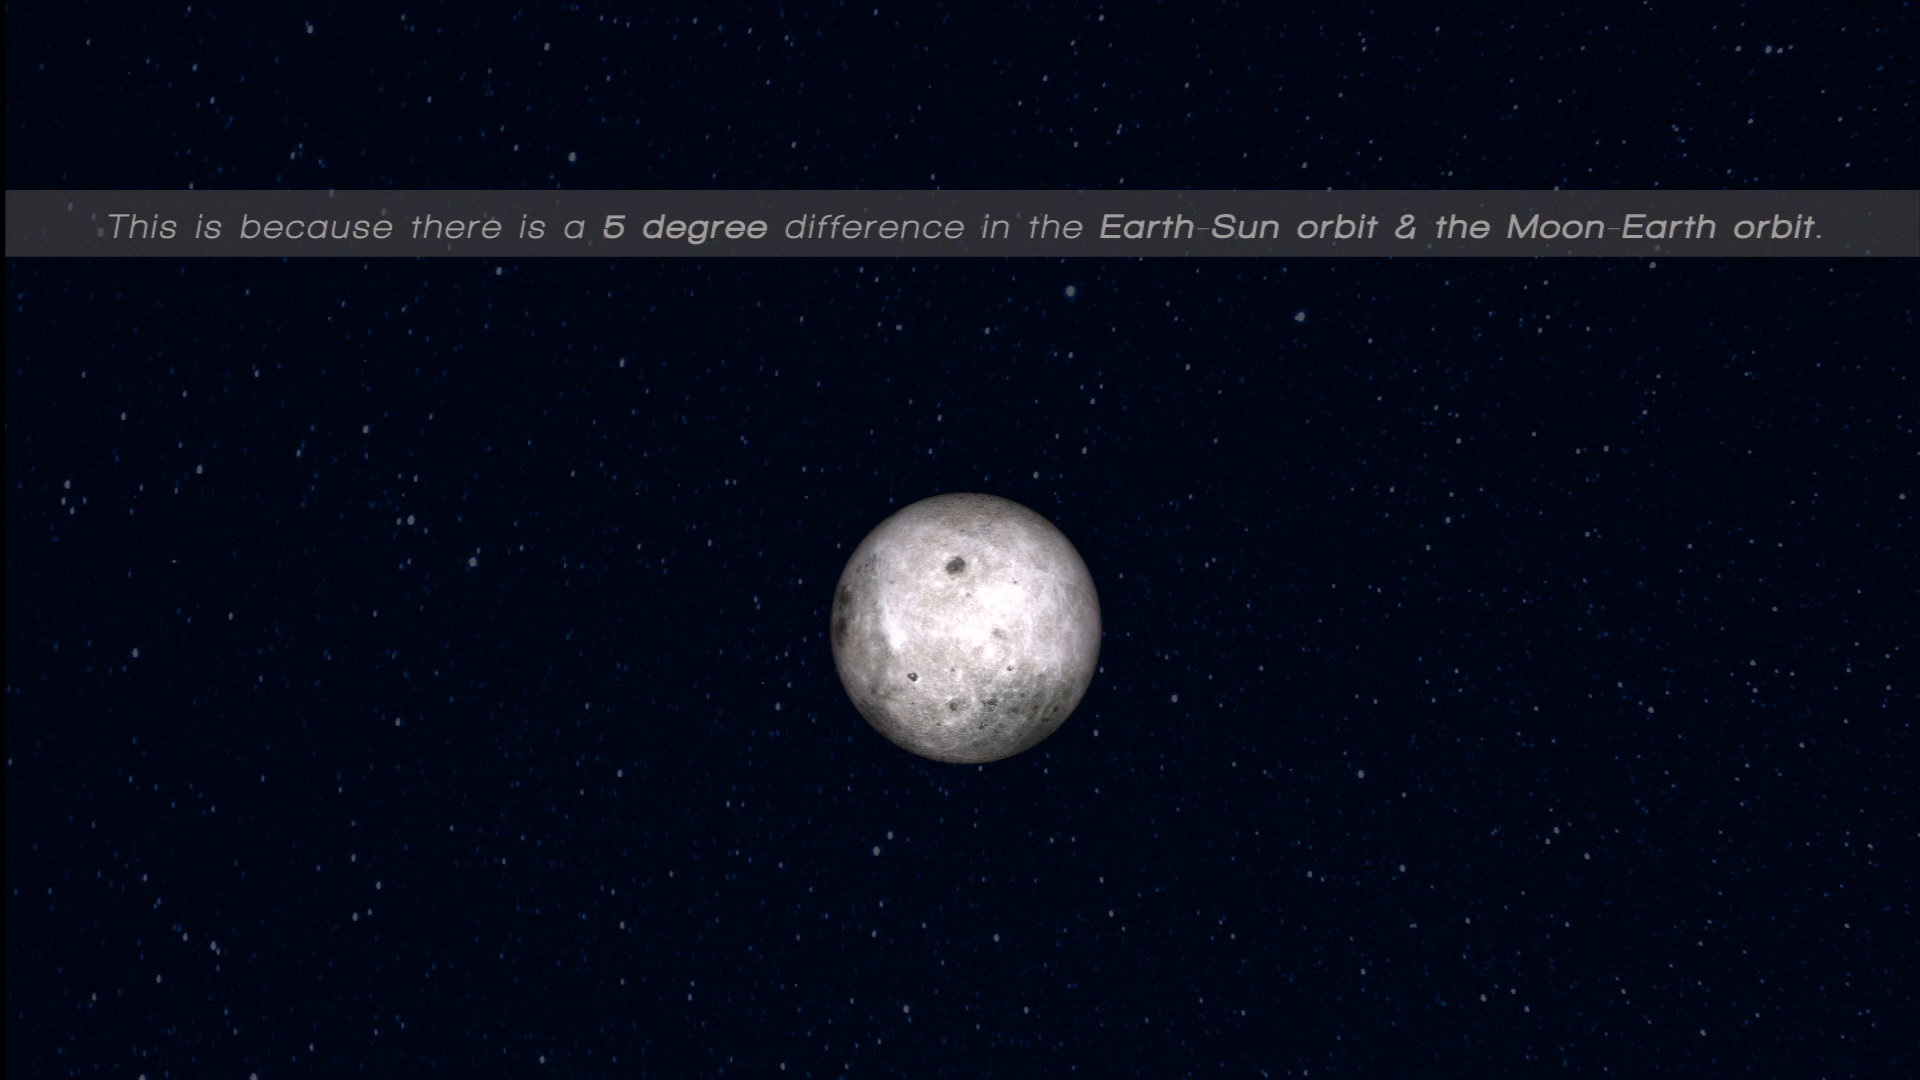 This is because there is a 5 degree difference in the Earth-Sun orbit & the Moon-Earth orbit.